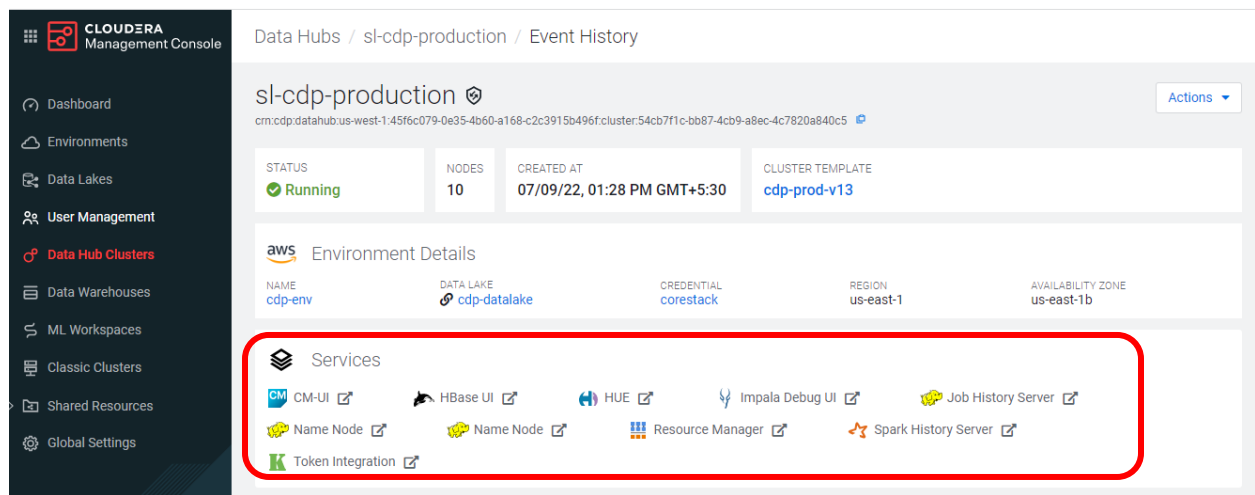 CLOUDERA
Management Console
Dashboard
Environments
Data Lakes
User Management
Data Hub Clusters
Data Warehouses
ML Workspaces
Classic Clusters
Shared Resources
Global Settings
Data Hubs / sl-cdp-production / Event History
sl-cdp-production
Actions
crn:cdp:datahub:us-west-1:45f6c079-0e35-4b60-a168-c2c3915b496f:cluster:54cb7f1c-bb87-4cb9-a8ec-4c7820a840c5
STATUS NODES CREATED AT CLUSTER TEMPLATE
Running 10 07/09/22, 01:28 PM GMT+5:30 cdp-prod-v13
aws Environment Details
NAME DATA LAKE CREDENTIAL REGION AVAILABILITY ZONE
cdp-env cdp-datalake corestack us-east-1 us-east-1b
Services
CM CM-UI HBase UI HUE Impala Debug UI Job History Server
Name Node Name Node Resource Manager Spark History Server
K Token Integration